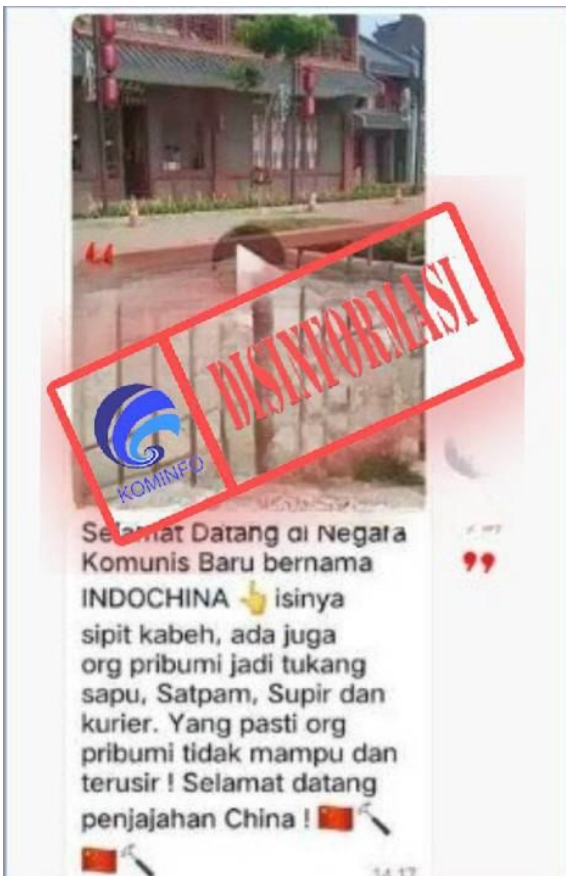 KOMINFO
DISINFORMASI
Selamat Datang di Negara
Komunis Baru bernama
INDOCHINA 👆 isinya
sipit kabeh, ada juga
org pribumi jadi tukang
sapu, Satpam, Supir dan
kurier. Yang pasti org
pribumi tidak mampu dan
terusir ! Selamat datang
penjajahan China ! 🇨🇳🔨
🇨🇳🔨
14.17